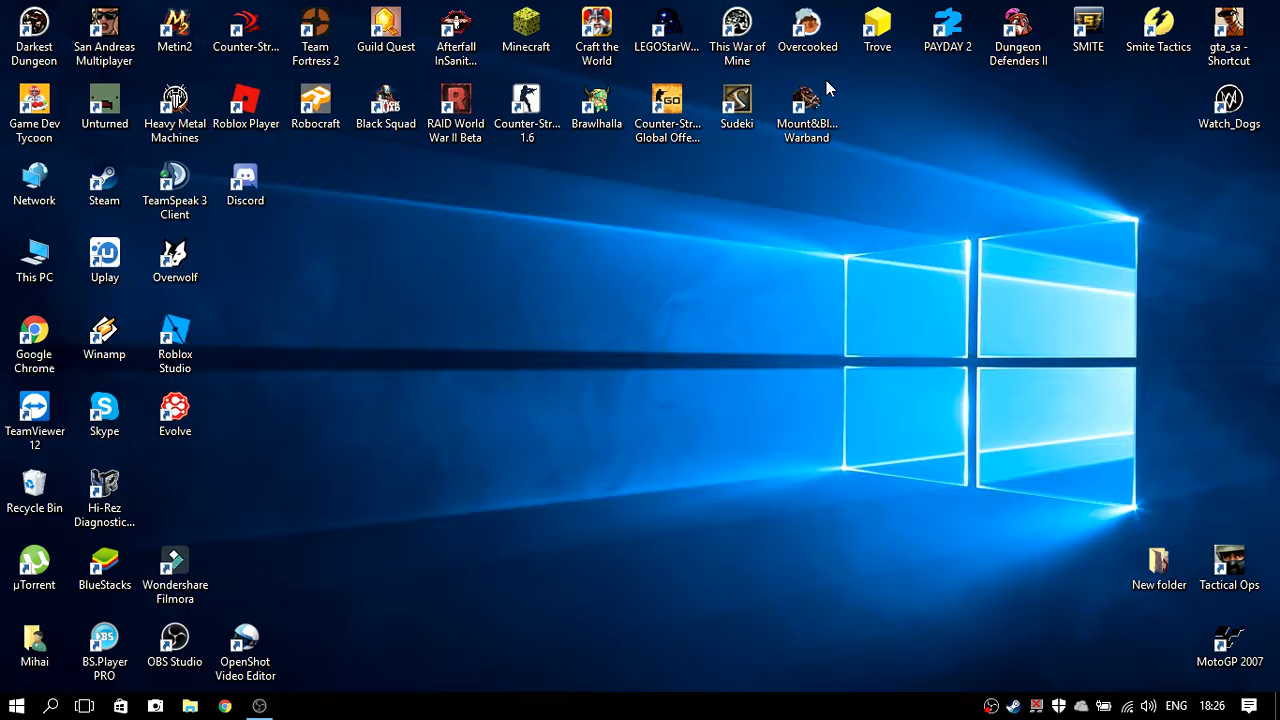 Darkest
Dungeon
San Andreas
Multiplayer
Metin2
Counter-Str...
Team
Fortress 2
Guild Quest
Afterfall
InSanit...
Minecraft
Craft the
World
LEGOStarW...
This War of
Mine
Overcooked
Trove
PAYDAY 2
Dungeon
Defenders II
SMITE
Smite Tactics
gta_sa -
Shortcut
Game Dev
Tycoon
Unturned
Heavy Metal
Machines
Roblox Player
Robocraft
Black Squad
RAID World
War II Beta
Counter-Str...
1.6
Brawlhalla
Counter-Str...
Global Offe...
Sudeki
Mount&Bl...
Warband
Watch_Dogs
Network
Steam
TeamSpeak 3
Client
Discord
This PC
Uplay
Overwolf
Google
Chrome
Winamp
Roblox
Studio
TeamViewer
12
Skype
Evolve
Recycle Bin
Hi-Rez
Diagnostic...
µTorrent
BlueStacks
Wondershare
Filmora
New folder
Tactical Ops
Mihai
BS.Player
PRO
OBS Studio
OpenShot
Video Editor
MotoGP 2007
ENG
18:26